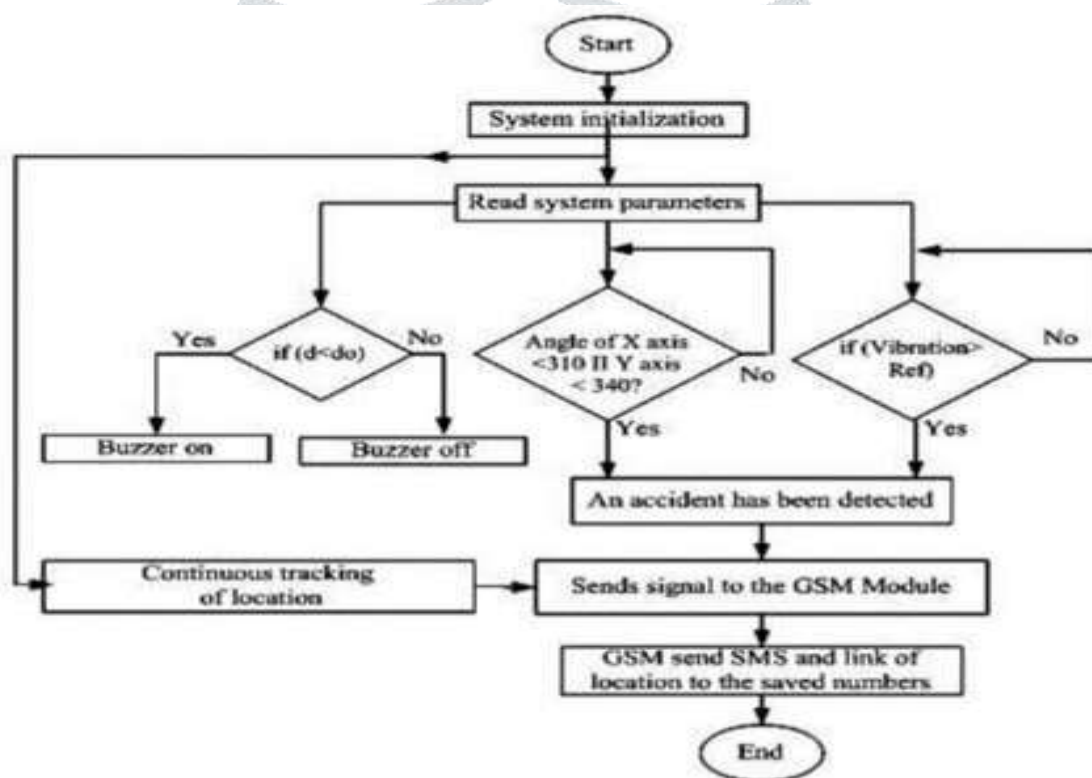 Start
System initialization
Read system parameters
Yes
if (d<do)
No
Angle of X axis
<310 II Y axis
< 340?
No
if (Vibration>
Ref)
No
Buzzer on
Buzzer off
Yes
Yes
An accident has been detected
Continuous tracking
of location
Sends signal to the GSM Module
GSM send SMS and link of
location to the saved numbers
End